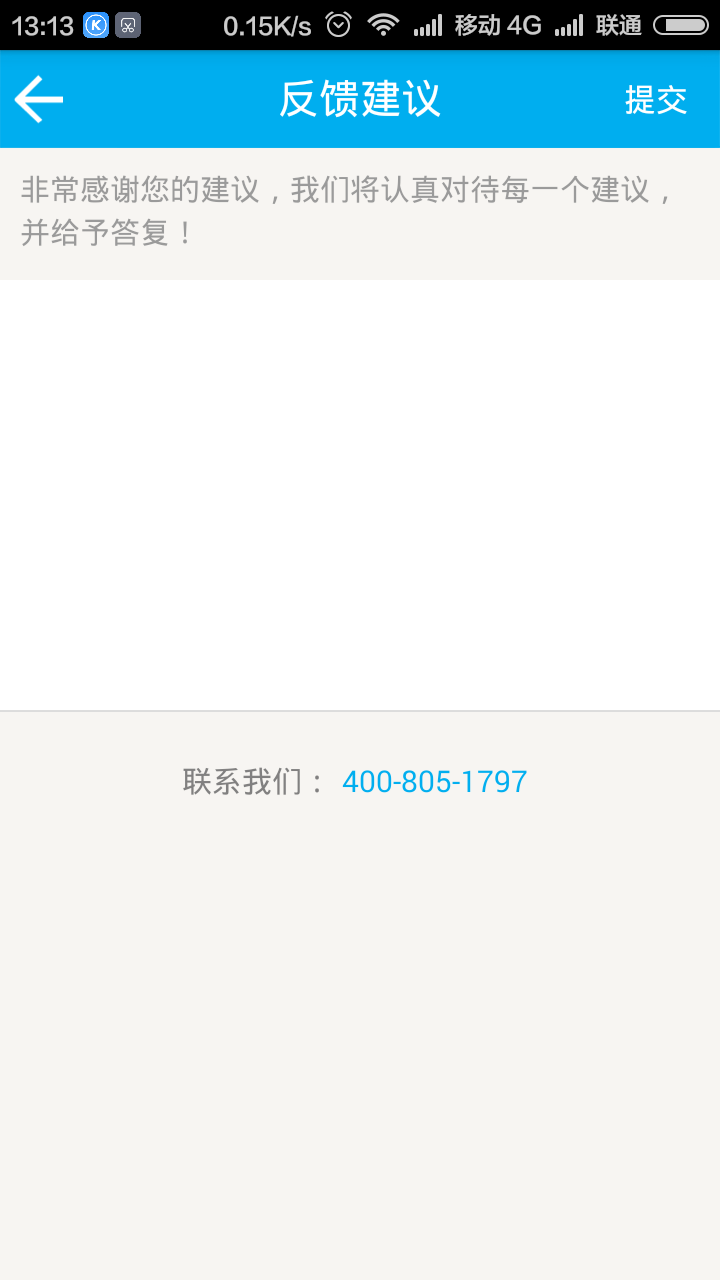 13:13 K 0.15K/s 移动 4G 联通
反馈建议 提交
非常感谢您的建议，我们将认真对待每一个建议，
并给予答复！
联系我们： 400-805-1797